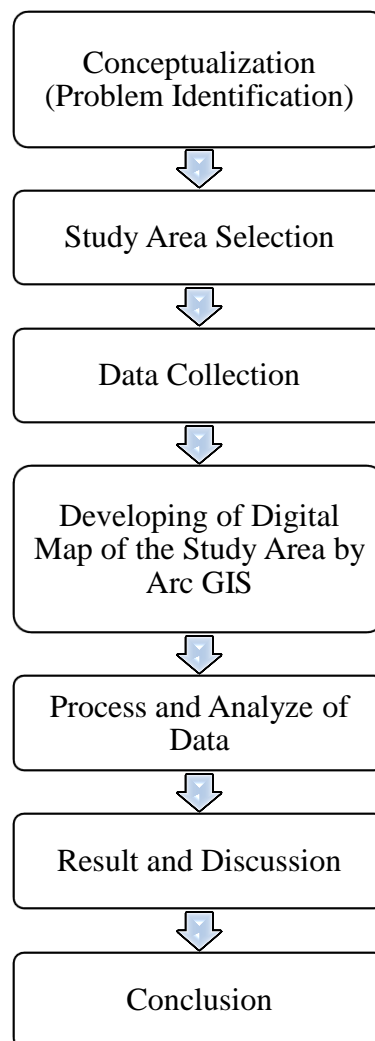 Conceptualization
(Problem Identification)
Study Area Selection
Data Collection
Developing of Digital
Map of the Study Area by
Arc GIS
Process and Analyze of
Data
Result and Discussion
Conclusion